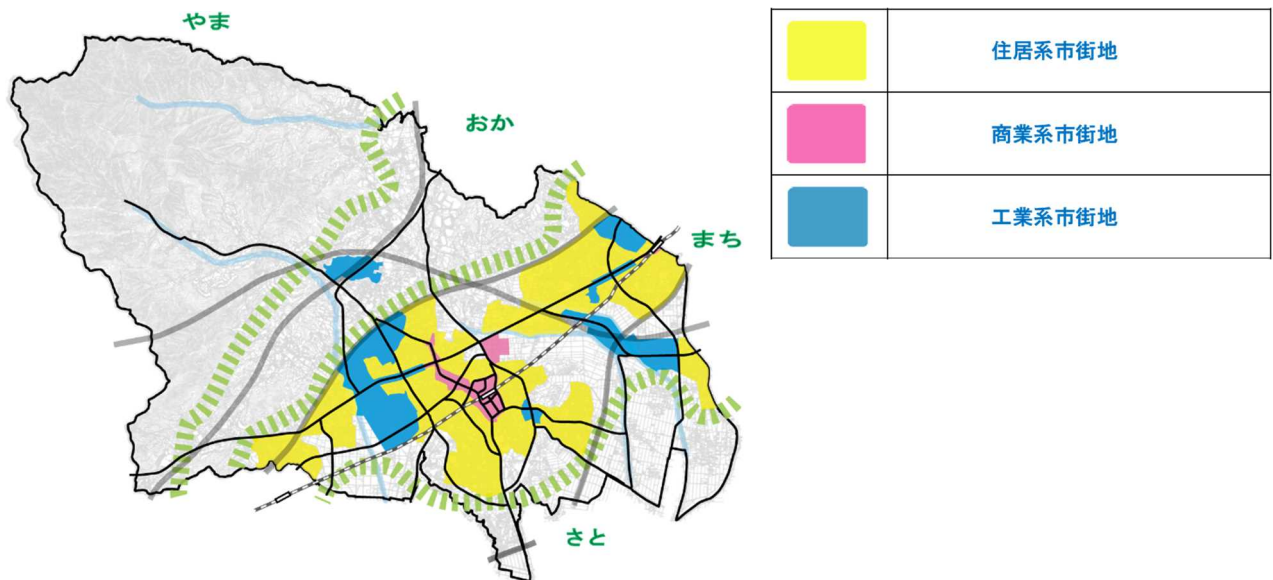 やま
おか
まち
さと
住居系市街地
商業系市街地
工業系市街地